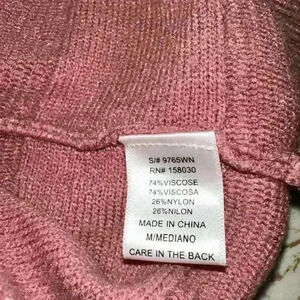 S/# 9765WN
RN# 158030
74%VISCOSE
74%VISCOSA
26%NYLON
26%NILON
MADE IN CHINA
M/MEDIANO
CARE IN THE BACK